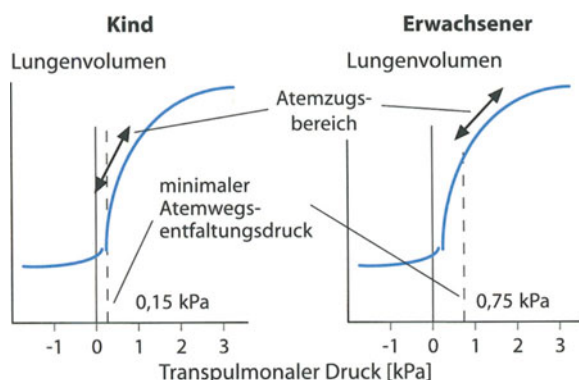 Kind
Erwachsener
Lungenvolumen
Lungenvolumen
Atemzugs-
bereich
minimaler
Atemwegs-
entfaltungsdruck
0,15 kPa
0,75 kPa
-1 0 1 2 3
-1 0 1 2 3
Transpulmonaler Druck [kPa]